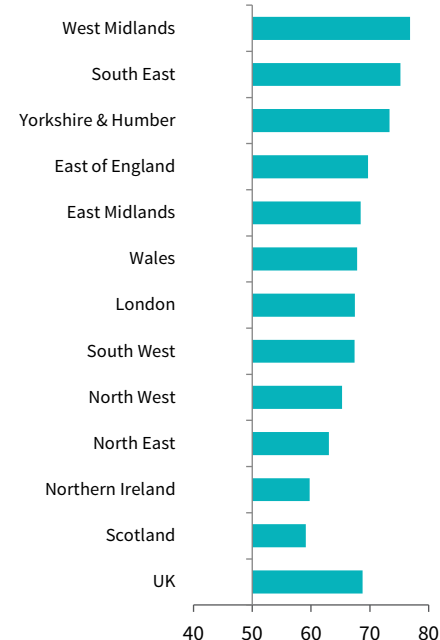 West Midlands
South East
Yorkshire & Humber
East of England
East Midlands
Wales
London
South West
North West
North East
Northern Ireland
Scotland
UK
40 50 60 70 80